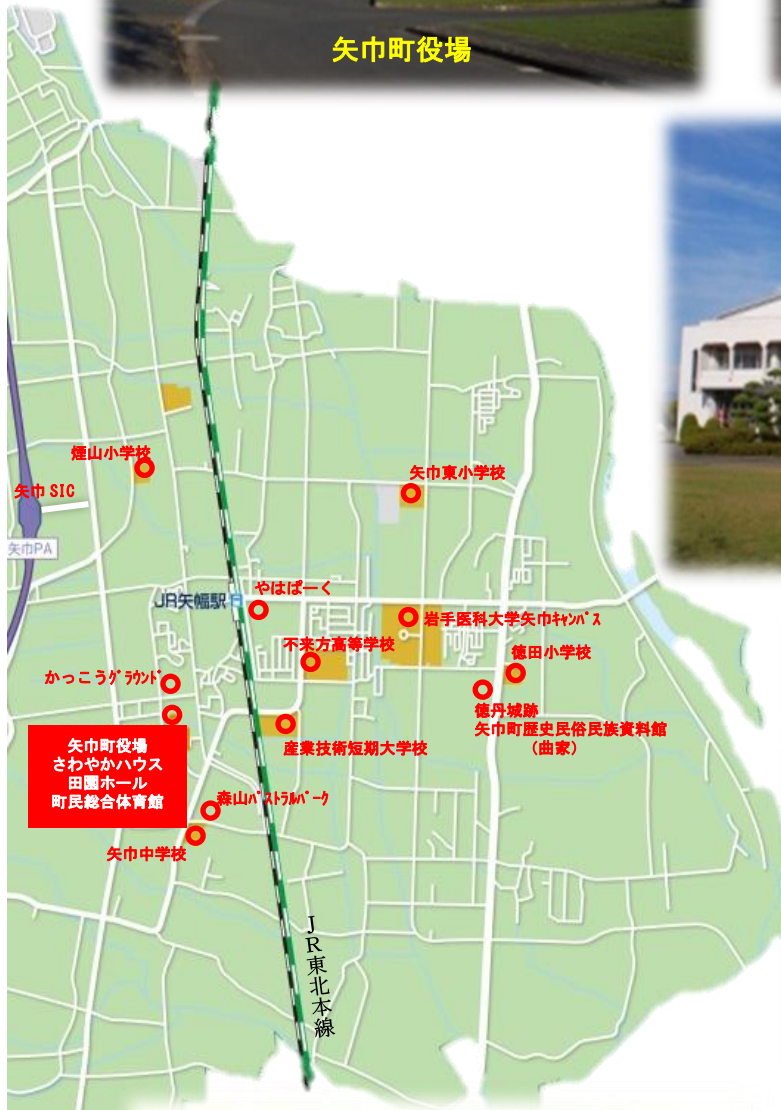 矢巾町役場
煙山小学校
矢巾東小学校
矢巾SIC
矢巾PA
やはぱーく
JR矢幅駅
岩手医科大学矢巾ｷｬﾝﾊﾟｽ
不来方高等学校
徳田小学校
かっこうｸﾞﾗｳﾝﾄﾞ
徳丹城跡
矢巾町歴史民俗民族資料館
（曲家）
矢巾町役場
さわやかハウス
田園ホール
町民総合体育館
産業技術短期大学校
森山ﾊﾟｽﾄﾗﾙﾊﾟｰｸ
矢巾中学校
JR東北本線